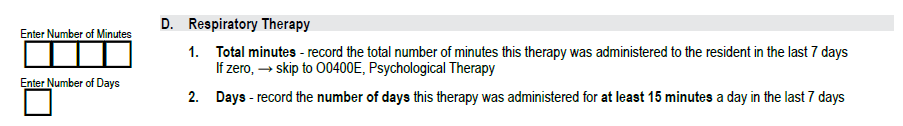 D. Respiratory Therapy
Enter Number of Minutes
1. Total minutes - record the total number of minutes this therapy was administered to the resident in the last 7 days
If zero, → skip to O0400E, Psychological Therapy
Enter Number of Days
2. Days - record the number of days this therapy was administered for at least 15 minutes a day in the last 7 days